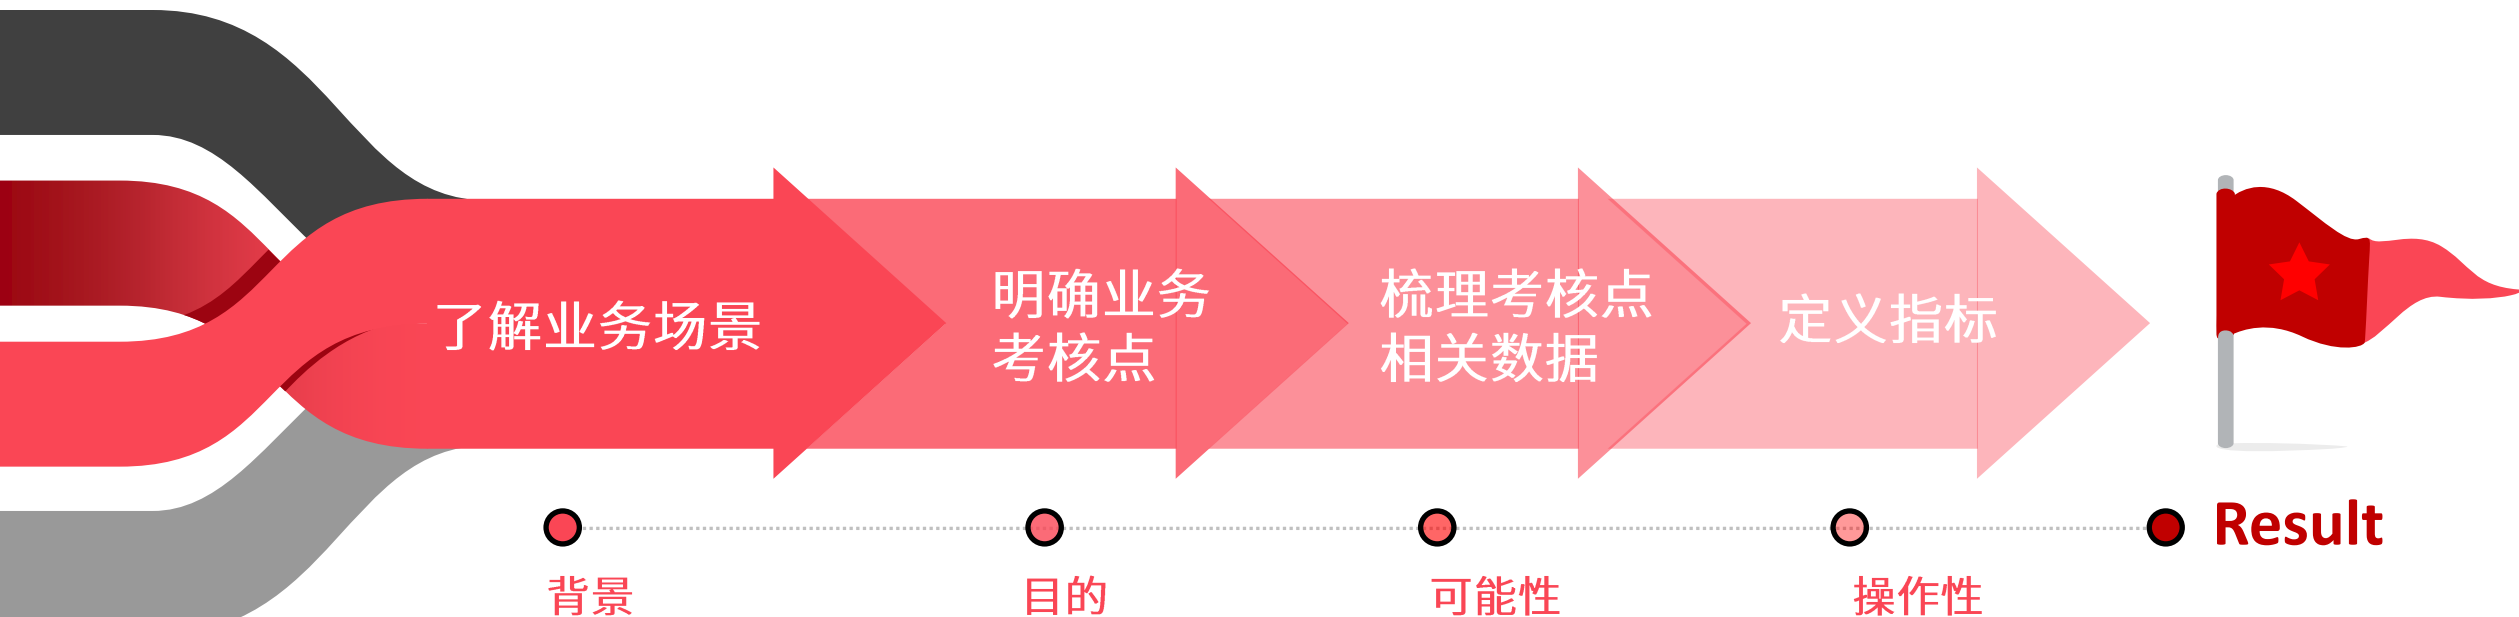 了解业务场景
明确业务
考核点
梳理考核点
相关数据
定义指标
Result
背景
目的
可能性
操作性